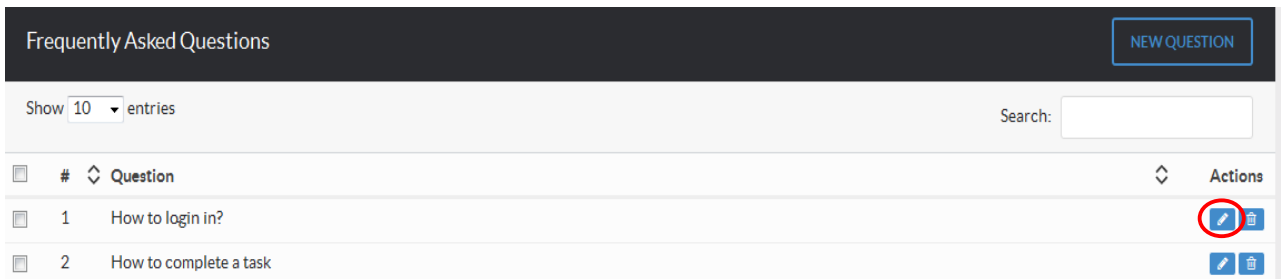 Frequently Asked Questions NEW QUESTION
Show 10 entries Search:
# Question Actions
1 How to login in?
2 How to complete a task